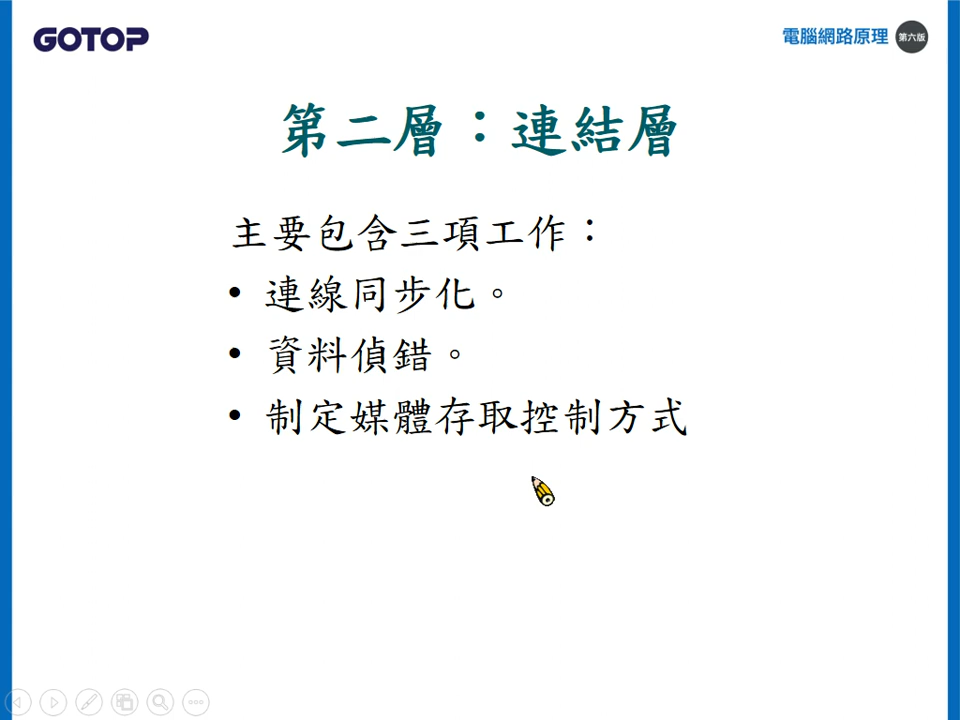 GOTOP
電腦網路原理 第六版
第二層：連結層
主要包含三項工作：
• 連線同步化。
• 資料偵錯。
• 制定媒體存取控制方式